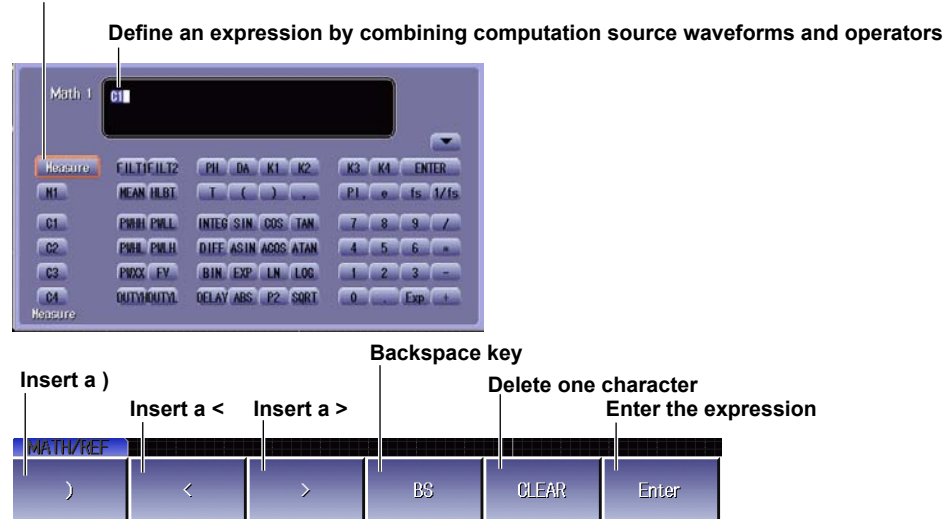 Define an expression by combining computation source waveforms and operators
Math 1 C1
Measure FILT1 FILT2 PH DA K1 K2 K3 K4 ENTER
M1 MEAN HLBT T ( ) , PI e fs 1/fs
C1 PWHH PWLL INTEG SIN COS TAN 7 8 9 /
C2 PWHL PWLH DIFF ASIN ACOS ATAN 4 5 6 *
C3 PWXX FV BIN EXP LN LOG 1 2 3 -
C4 DUTYH DUTYL DELAY ABS P2 SQRT 0 . Exp +
Measure
Backspace key
Insert a )
Delete one character
Insert a < Insert a > Enter the expression
MATH/REF
) < > BS CLEAR Enter